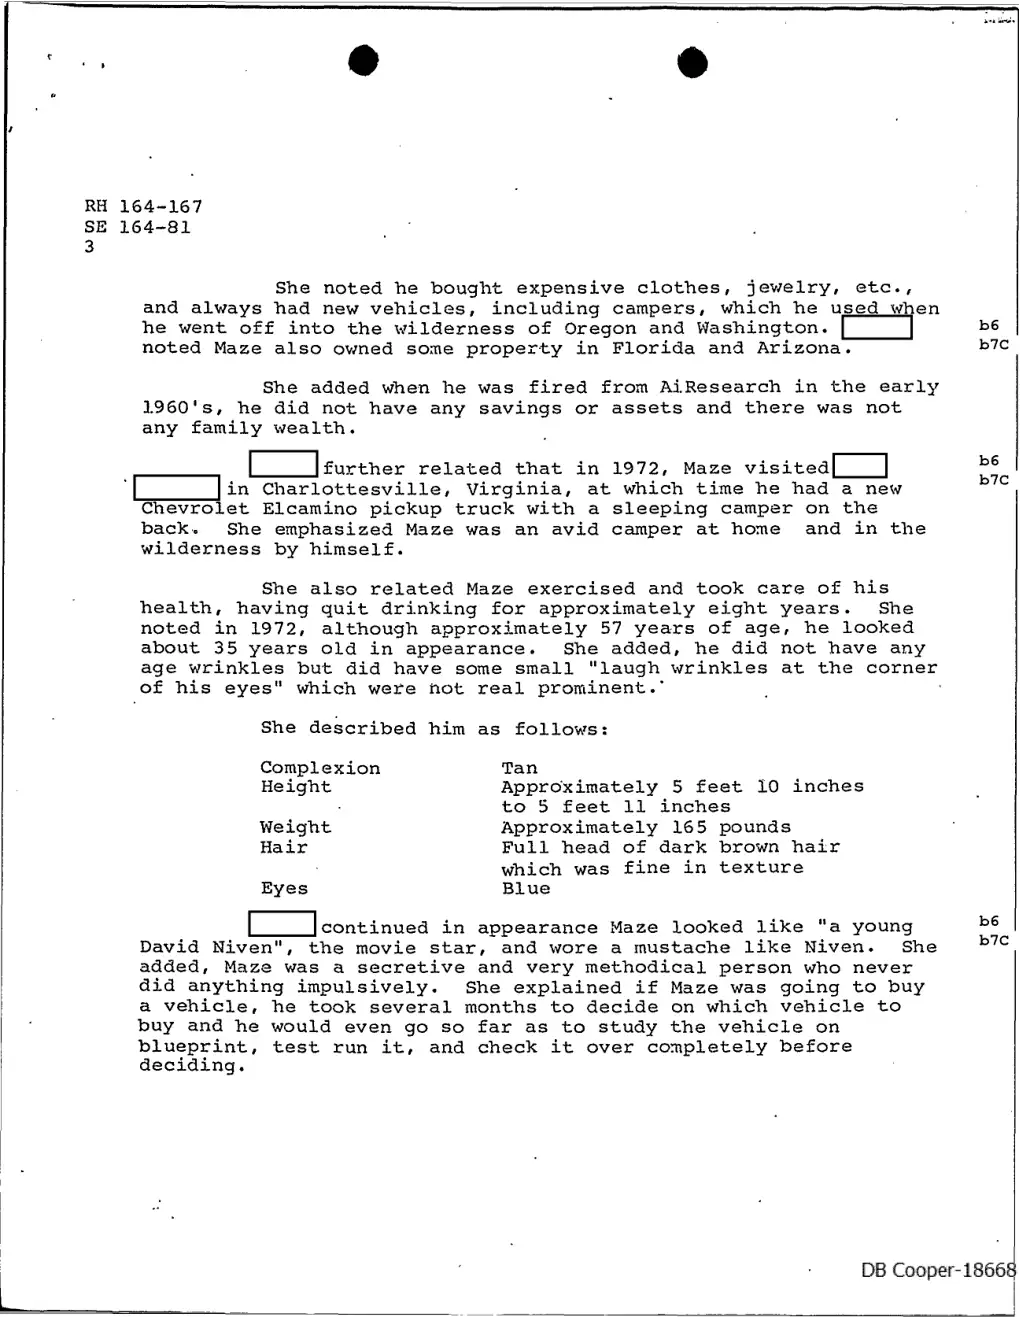 RH 164-167
SE 164-81
3
She noted he bought expensive clothes, jewelry, etc.,
and always had new vehicles, including campers, which he used when
he went off into the wilderness of Oregon and Washington. b6
noted Maze also owned some property in Florida and Arizona. b7C
She added when he was fired from AiResearch in the early
1960's, he did not have any savings or assets and there was not
any family wealth.
further related that in 1972, Maze visited b6
in Charlottesville, Virginia, at which time he had a new b7C
Chevrolet Elcamino pickup truck with a sleeping camper on the
back. She emphasized Maze was an avid camper at home and in the
wilderness by himself.
She also related Maze exercised and took care of his
health, having quit drinking for approximately eight years. She
noted in 1972, although approximately 57 years of age, he looked
about 35 years old in appearance. She added, he did not have any
age wrinkles but did have some small "laugh wrinkles at the corner
of his eyes" which were not real prominent.
She described him as follows:
Complexion Tan
Height Approximately 5 feet 10 inches
to 5 feet 11 inches
Weight Approximately 165 pounds
Hair Full head of dark brown hair
which was fine in texture
Eyes Blue
continued in appearance Maze looked like "a young b6
David Niven", the movie star, and wore a mustache like Niven. She b7C
added, Maze was a secretive and very methodical person who never
did anything impulsively. She explained if Maze was going to buy
a vehicle, he took several months to decide on which vehicle to
buy and he would even go so far as to study the vehicle on
blueprint, test run it, and check it over completely before
deciding.
DB Cooper-18668